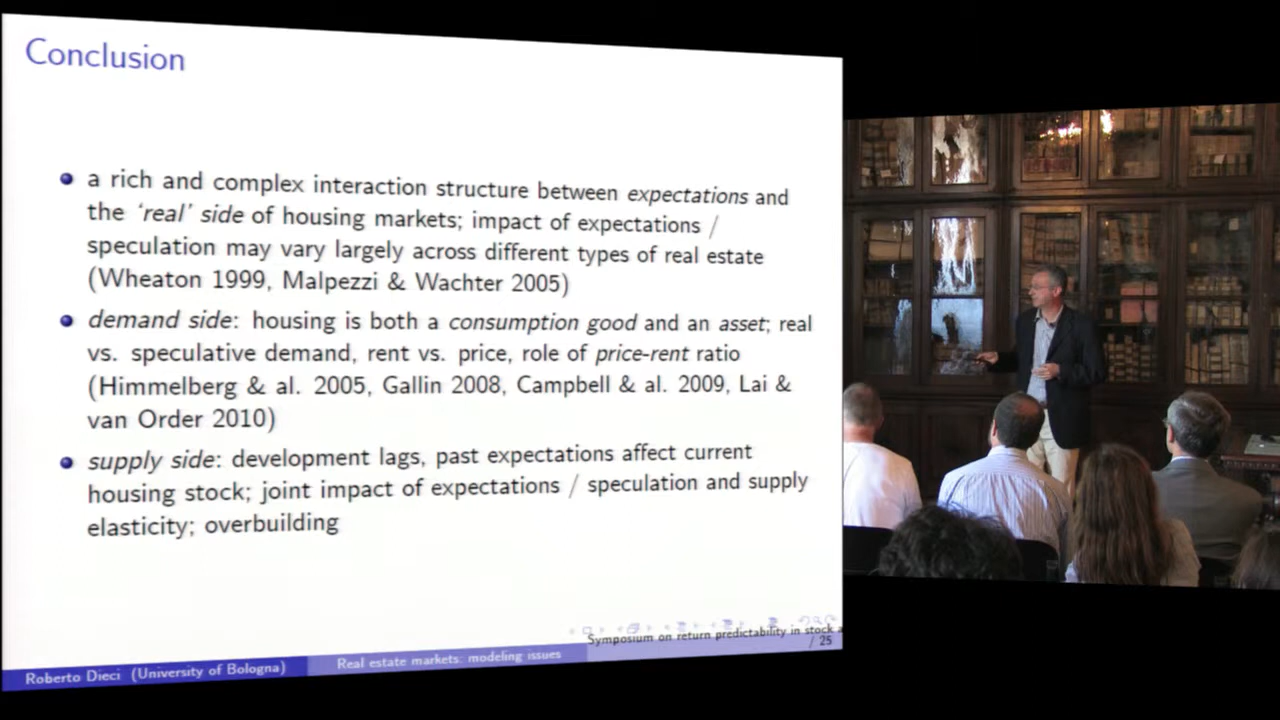 Conclusion
a rich and complex interaction structure between expectations and
the ‘real’ side of housing markets; impact of expectations /
speculation may vary largely across different types of real estate
(Wheaton 1999, Malpezzi & Wachter 2005)
demand side: housing is both a consumption good and an asset; real
vs. speculative demand, rent vs. price, role of price-rent ratio
(Himmelberg & al. 2005, Gallin 2008, Campbell & al. 2009, Lai &
van Order 2010)
supply side: development lags, past expectations affect current
housing stock; joint impact of expectations / speculation and supply
elasticity; overbuilding
Symposium on return predictability in stock a
/ 25
Roberto Dieci (University of Bologna)
Real estate markets: modeling issues